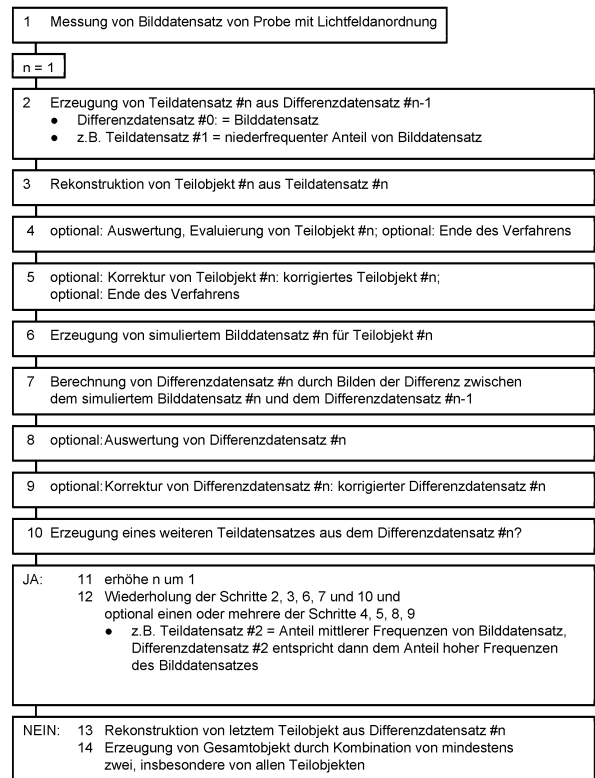 1 Messung von Bilddatensatz von Probe mit Lichtfeldanordnung
n = 1
2 Erzeugung von Teildatensatz #n aus Differenzdatensatz #n-1
● Differenzdatensatz #0: = Bilddatensatz
● z.B. Teildatensatz #1 = niederfrequenter Anteil von Bilddatensatz
3 Rekonstruktion von Teilobjekt #n aus Teildatensatz #n
4 optional: Auswertung, Evaluierung von Teilobjekt #n; optional: Ende des Verfahrens
5 optional: Korrektur von Teilobjekt #n: korrigiertes Teilobjekt #n;
optional: Ende des Verfahrens
6 Erzeugung von simuliertem Bilddatensatz #n für Teilobjekt #n
7 Berechnung von Differenzdatensatz #n durch Bilden der Differenz zwischen
dem simuliertem Bilddatensatz #n und dem Differenzdatensatz #n-1
8 optional: Auswertung von Differenzdatensatz #n
9 optional: Korrektur von Differenzdatensatz #n: korrigierter Differenzdatensatz #n
10 Erzeugung eines weiteren Teildatensatzes aus dem Differenzdatensatz #n?
JA: 11 erhöhe n um 1
12 Wiederholung der Schritte 2, 3, 6, 7 und 10 und
optional einen oder mehrere der Schritte 4, 5, 8, 9
● z.B. Teildatensatz #2 = Anteil mittlerer Frequenzen von Bilddatensatz,
Differenzdatensatz #2 entspricht dann dem Anteil hoher Frequenzen
des Bilddatensatzes
NEIN: 13 Rekonstruktion von letztem Teilobjekt aus Differenzdatensatz #n
14 Erzeugung von Gesamtobjekt durch Kombination von mindestens
zwei, insbesondere von allen Teilobjekten